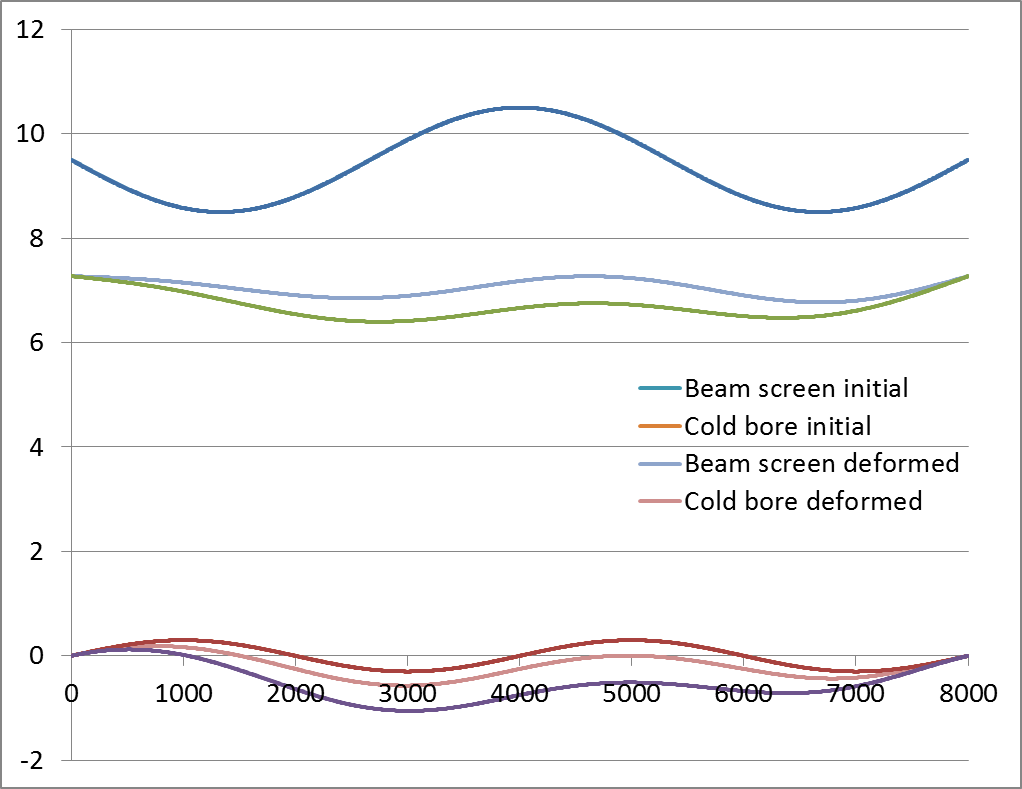 12
10
8
6
4
2
0
-2
0 1000 2000 3000 4000 5000 6000 7000 8000
Beam screen initial
Cold bore initial
Beam screen deformed
Cold bore deformed